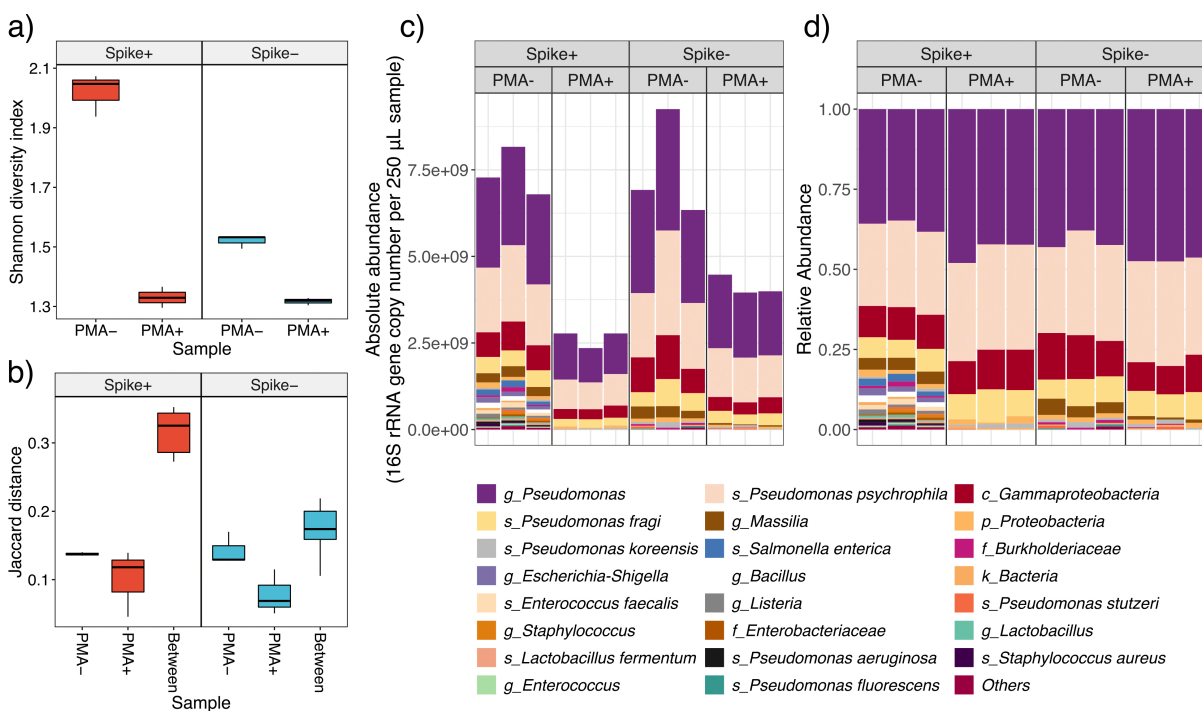 a)
Spike+
Spike–
Shannon diversity index
2.1
1.9
1.7
1.5
1.3
PMA–
PMA+
PMA–
PMA+
Sample
b)
Spike+
Spike–
Jaccard distance
0.3
0.2
0.1
PMA–
PMA+
Between
PMA–
PMA+
Between
Sample
c)
Spike+
Spike-
PMA-
PMA+
PMA-
PMA+
Absolute abundance
(16S rRNA gene copy number per 250 µL sample)
7.5e+09
5.0e+09
2.5e+09
0.0e+00
d)
Spike+
Spike-
PMA-
PMA+
PMA-
PMA+
Relative Abundance
1.00
0.75
0.50
0.25
0.00
g_Pseudomonas
s_Pseudomonas psychrophila
c_Gammaproteobacteria
s_Pseudomonas fragi
g_Massilia
p_Proteobacteria
s_Pseudomonas koreensis
s_Salmonella enterica
f_Burkholderiaceae
g_Escherichia-Shigella
g_Bacillus
k_Bacteria
s_Enterococcus faecalis
g_Listeria
s_Pseudomonas stutzeri
g_Staphylococcus
f_Enterobacteriaceae
g_Lactobacillus
s_Lactobacillus fermentum
s_Pseudomonas aeruginosa
s_Staphylococcus aureus
g_Enterococcus
s_Pseudomonas fluorescens
Others